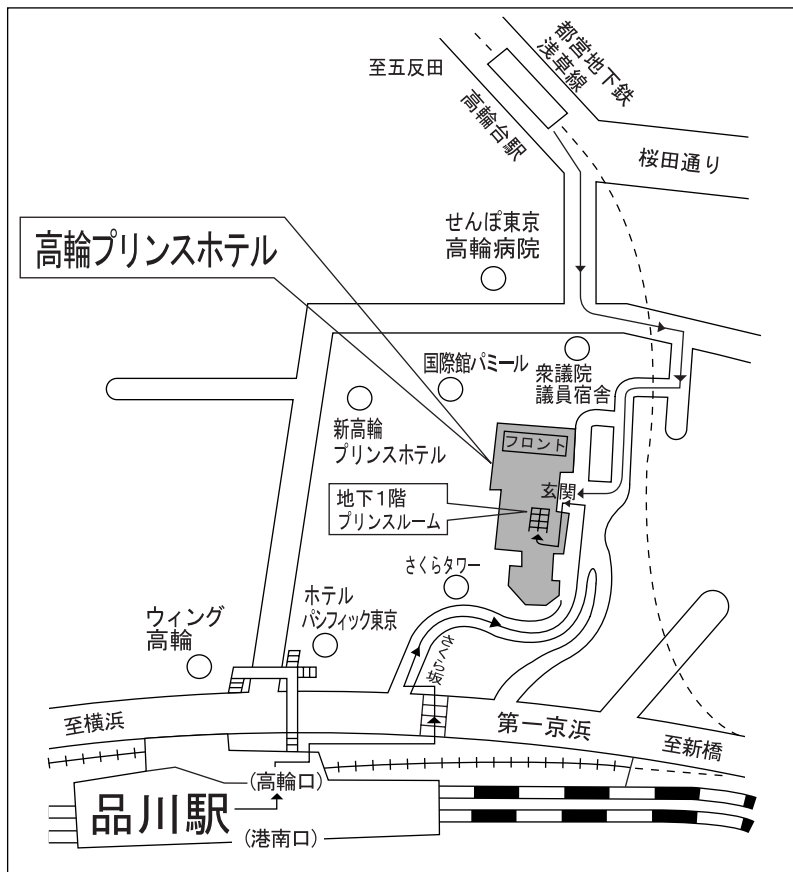 都営地下鉄
浅草線
至五反田
高輪台駅
桜田通り
せんぽ東京
高輪病院
高輪プリンスホテル
国際館パミール
衆議院
議員宿舎
新高輪
プリンスホテル
フロント
玄関
地下1階
プリンスルーム
さくらタワー
ホテル
パシフィック東京
ウィング
高輪
さくら坂
至横浜
第一京浜
至新橋
(高輪口)
品川駅
(港南口)